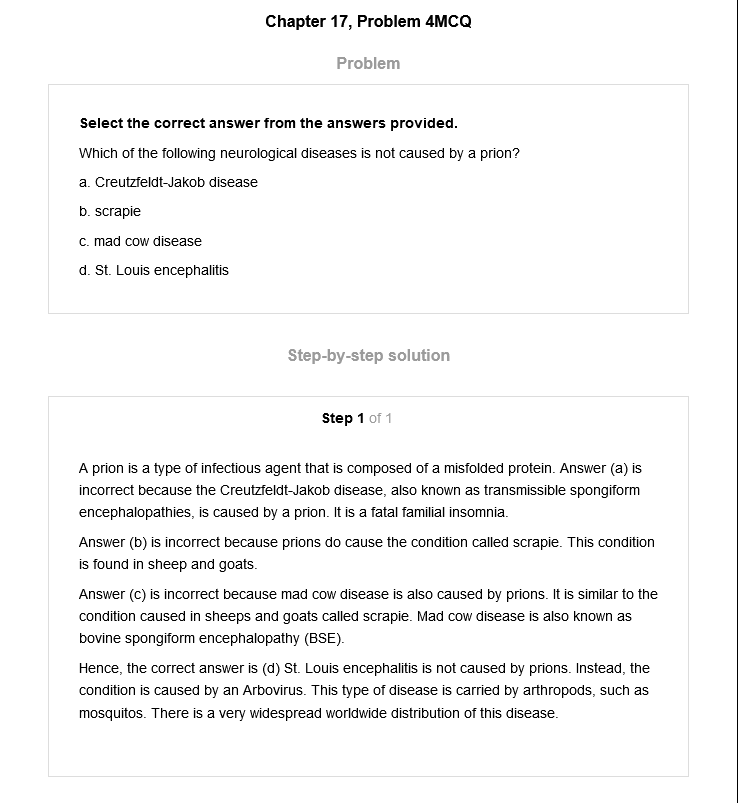 Chapter 17, Problem 4MCQ
Problem
Select the correct answer from the answers provided.
Which of the following neurological diseases is not caused by a prion?
a. Creutzfeldt-Jakob disease
b. scrapie
c. mad cow disease
d. St. Louis encephalitis
Step-by-step solution
Step 1 of 1
A prion is a type of infectious agent that is composed of a misfolded protein. Answer (a) is
incorrect because the Creutzfeldt-Jakob disease, also known as transmissible spongiform
encephalopathies, is caused by a prion. It is a fatal familial insomnia.
Answer (b) is incorrect because prions do cause the condition called scrapie. This condition
is found in sheep and goats.
Answer (c) is incorrect because mad cow disease is also caused by prions. It is similar to the
condition caused in sheeps and goats called scrapie. Mad cow disease is also known as
bovine spongiform encephalopathy (BSE).
Hence, the correct answer is (d) St. Louis encephalitis is not caused by prions. Instead, the
condition is caused by an Arbovirus. This type of disease is carried by arthropods, such as
mosquitos. There is a very widespread worldwide distribution of this disease.